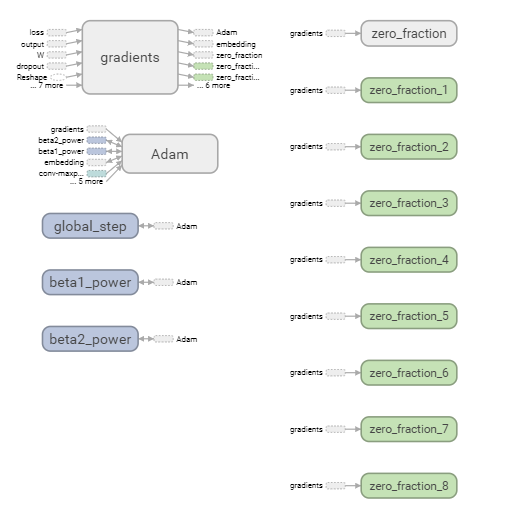 loss
output
W
dropout
Reshape
... 7 more
gradients
Adam
embedding
zero_fraction
zero_fracti...
zero_fracti...
... 6 more
gradients
beta2_power
beta1_power
embedding
conv-maxp...
... 5 more
Adam
global_step
Adam
beta1_power
Adam
beta2_power
Adam
gradients
zero_fraction
gradients
zero_fraction_1
gradients
zero_fraction_2
gradients
zero_fraction_3
gradients
zero_fraction_4
gradients
zero_fraction_5
gradients
zero_fraction_6
gradients
zero_fraction_7
gradients
zero_fraction_8